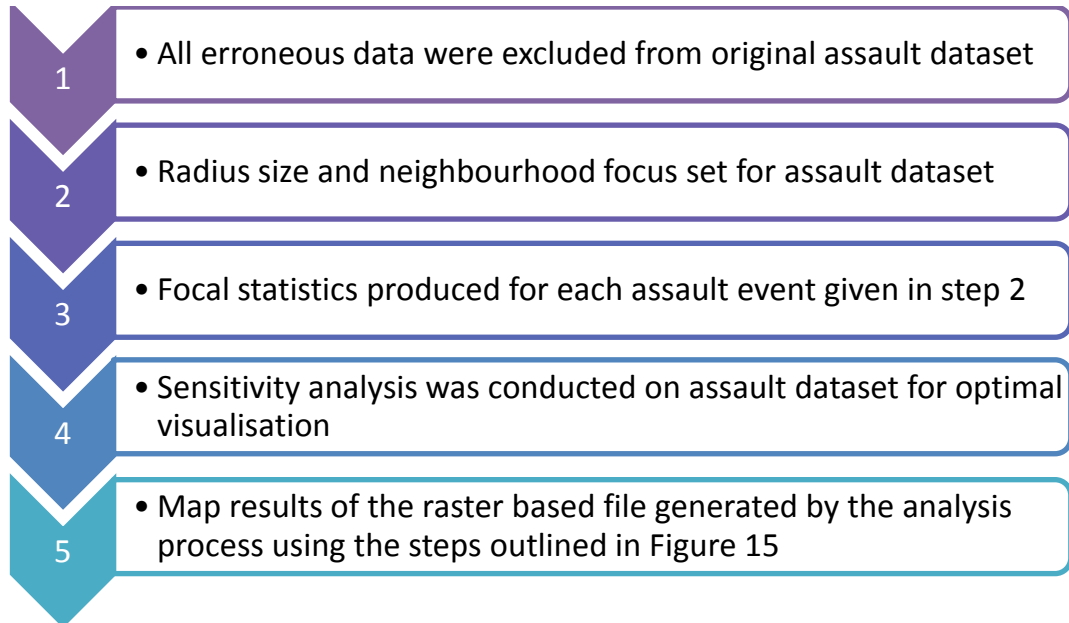 1
• All erroneous data were excluded from original assault dataset
2
• Radius size and neighbourhood focus set for assault dataset
3
• Focal statistics produced for each assault event given in step 2
4
• Sensitivity analysis was conducted on assault dataset for optimal
visualisation
5
• Map results of the raster based file generated by the analysis
process using the steps outlined in Figure 15